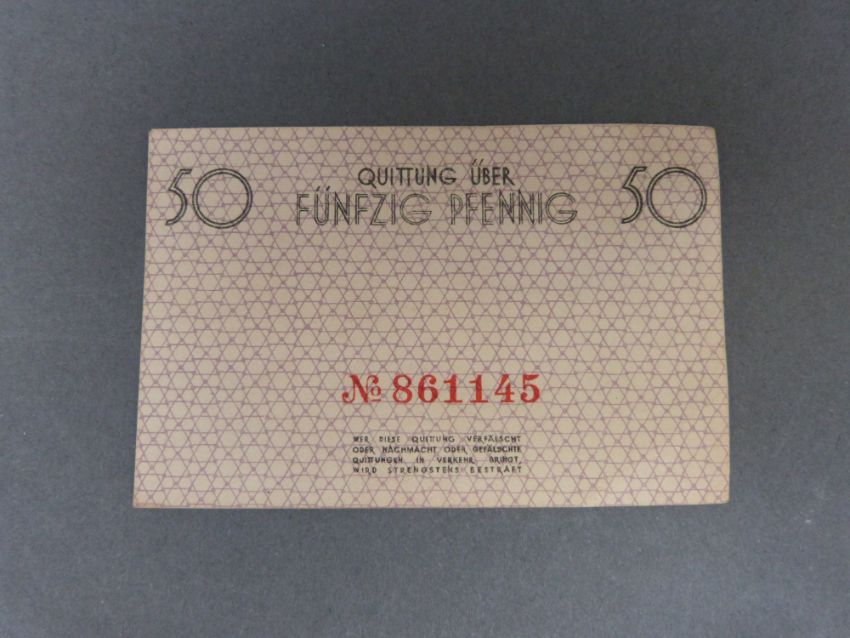 50 QUITTUNG ÜBER 50
FÜNFZIG PFENNIG
№ 861145
WER DIESE QUITTUNG VERFÄLSCHT
ODER NACHMACHT ODER GEFÄLSCHTE
QUITTUNGEN IN VERKEHR BRINGT,
WIRD STRENGSTENS BESTRAFT